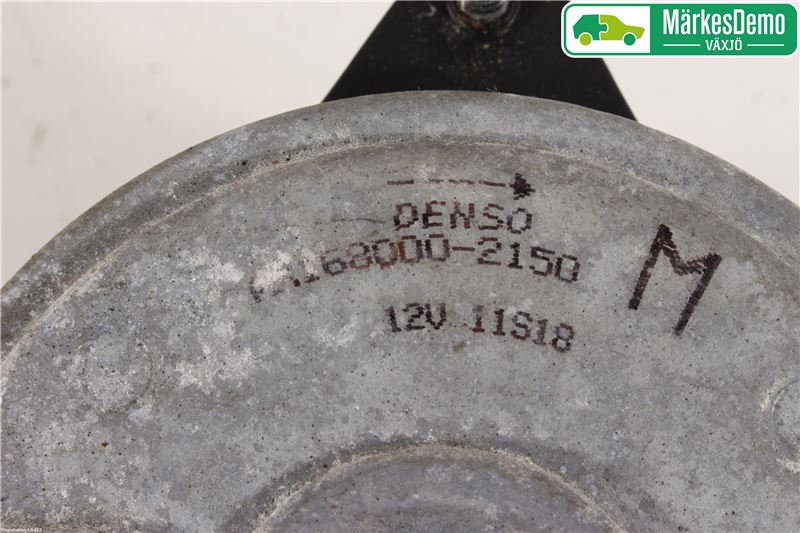 MärkesDemo
VÄXJÖ
DENSO
168000-2150
M
12V 11S18